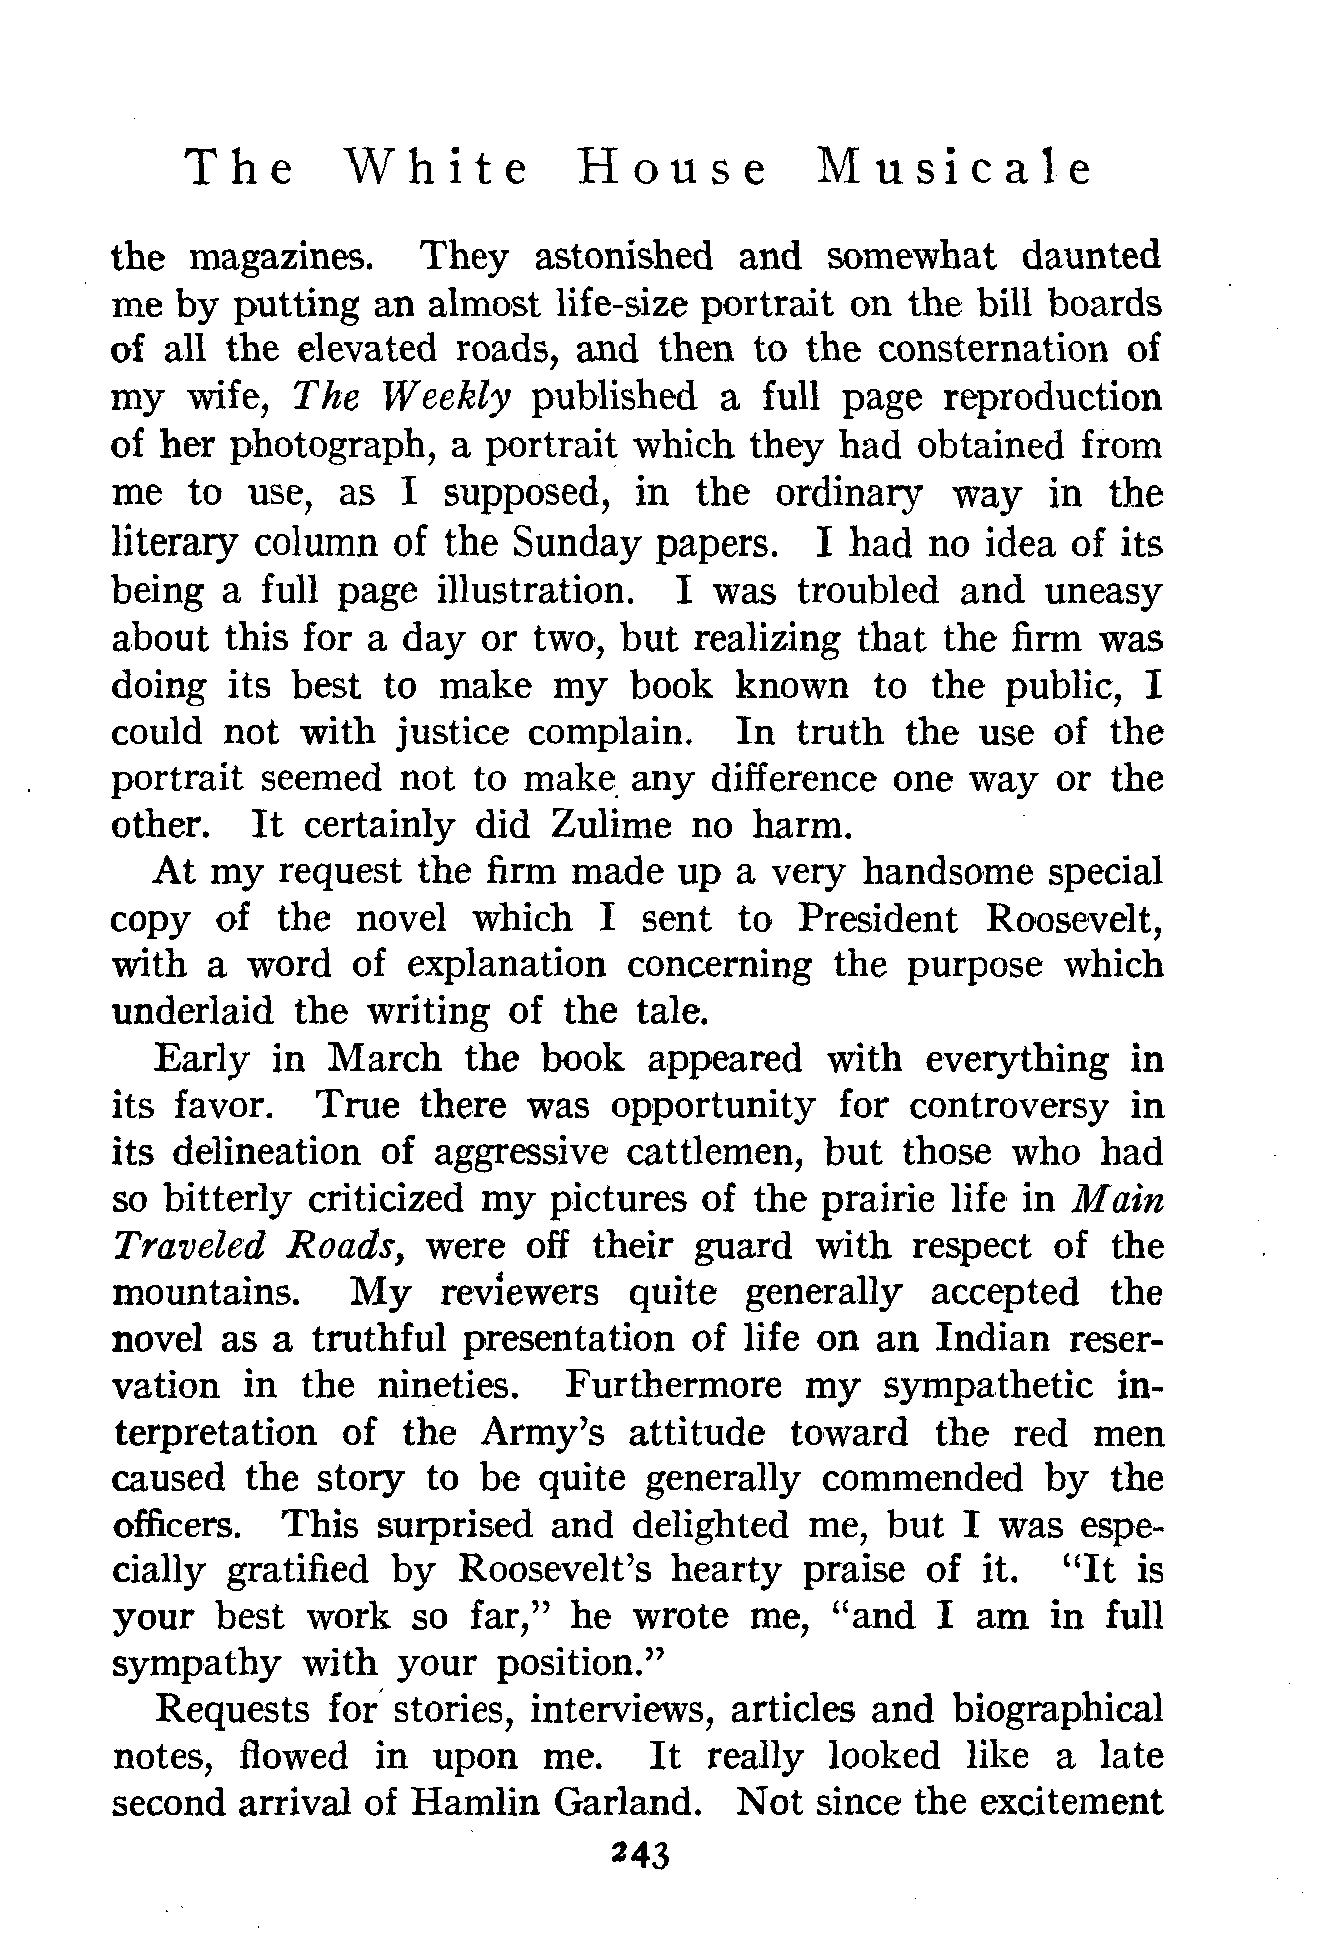 The White House Musicale
the magazines. They astonished and somewhat daunted
me by putting an almost life-size portrait on the bill boards
of all the elevated roads, and then to the consternation of
my wife, The Weekly published a full page reproduction
of her photograph, a portrait which they had obtained from
me to use, as I supposed, in the ordinary way in the
literary column of the Sunday papers. I had no idea of its
being a full page illustration. I was troubled and uneasy
about this for a day or two, but realizing that the firm was
doing its best to make my book known to the public, I
could not with justice complain. In truth the use of the
portrait seemed not to make any difference one way or the
other. It certainly did Zulime no harm.
At my request the firm made up a very handsome special
copy of the novel which I sent to President Roosevelt,
with a word of explanation concerning the purpose which
underlaid the writing of the tale.
Early in March the book appeared with everything in
its favor. True there was opportunity for controversy in
its delineation of aggressive cattlemen, but those who had
so bitterly criticized my pictures of the prairie life in Main
Traveled Roads, were off their guard with respect of the
mountains. My reviewers quite generally accepted the
novel as a truthful presentation of life on an Indian reser-
vation in the nineties. Furthermore my sympathetic in-
terpretation of the Army's attitude toward the red men
caused the story to be quite generally commended by the
officers. This surprised and delighted me, but I was espe-
cially gratified by Roosevelt's hearty praise of it. "It is
your best work so far," he wrote me, "and I am in full
sympathy with your position."
Requests for stories, interviews, articles and biographical
notes, flowed in upon me. It really looked like a late
second arrival of Hamlin Garland. Not since the excitement
243